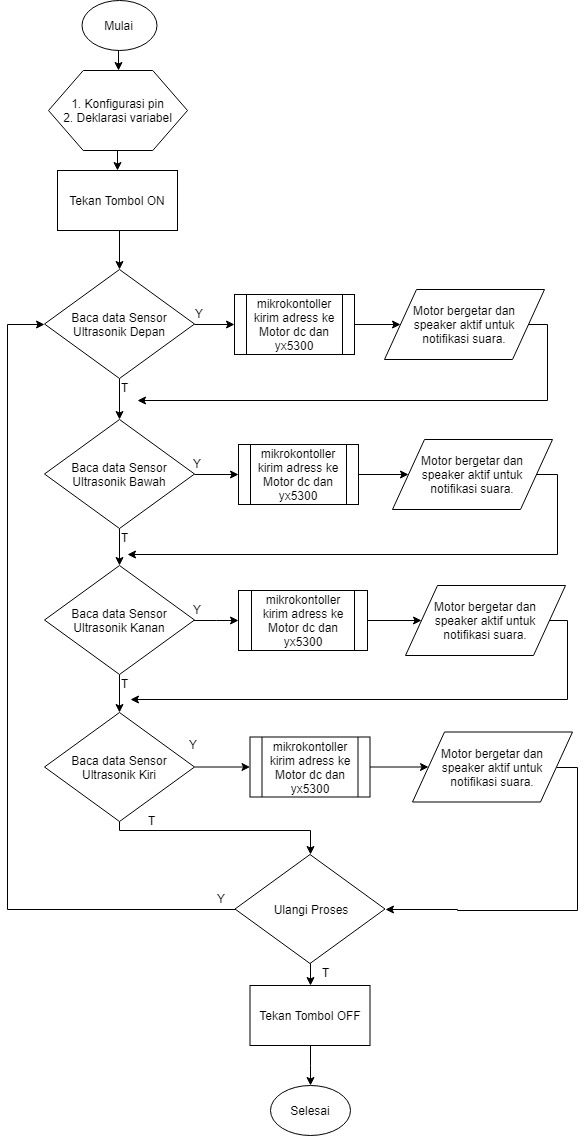 Mulai
1. Konfigurasi pin
2. Deklarasi variabel
Tekan Tombol ON
Baca data Sensor
Ultrasonik Depan
Y
mikrokontoller
kirim adress ke
Motor dc dan
yx5300
Motor bergetar dan
speaker aktif untuk
notifikasi suara.
T
Baca data Sensor
Ultrasonik Bawah
Y
mikrokontoller
kirim adress ke
Motor dc dan
yx5300
Motor bergetar dan
speaker aktif untuk
notifikasi suara.
T
Baca data Sensor
Ultrasonik Kanan
Y
mikrokontoller
kirim adress ke
Motor dc dan
yx5300
Motor bergetar dan
speaker aktif untuk
notifikasi suara.
T
Baca data Sensor
Ultrasonik Kiri
Y
mikrokontoller
kirim adress ke
Motor dc dan
yx5300
Motor bergetar dan
speaker aktif untuk
notifikasi suara.
T
Ulangi Proses
Y
T
Tekan Tombol OFF
Selesai